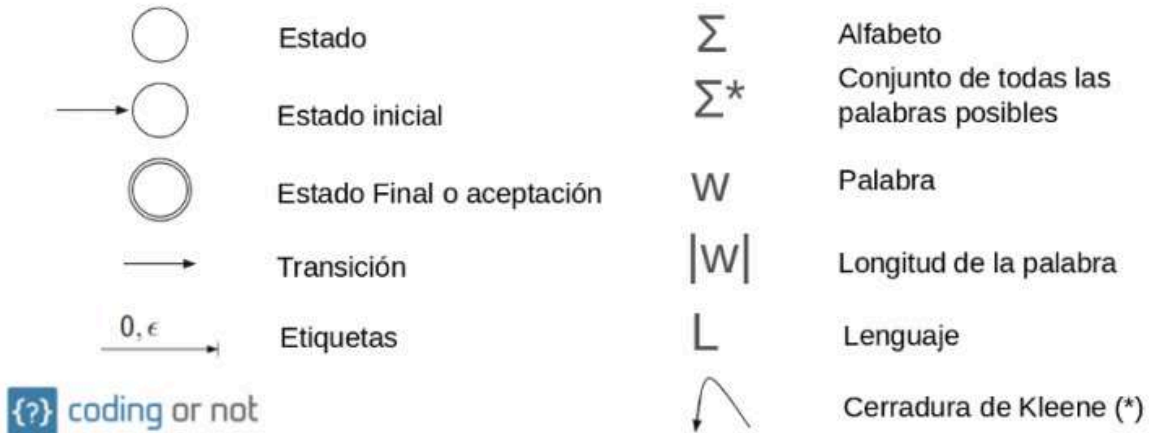 Estado
Σ Alfabeto
Estado inicial
Σ* Conjunto de todas las
palabras posibles
Estado Final o aceptación
w Palabra
Transición
|w| Longitud de la palabra
0, ϵ Etiquetas
L Lenguaje
{?} coding or not
Cerradura de Kleene (*)